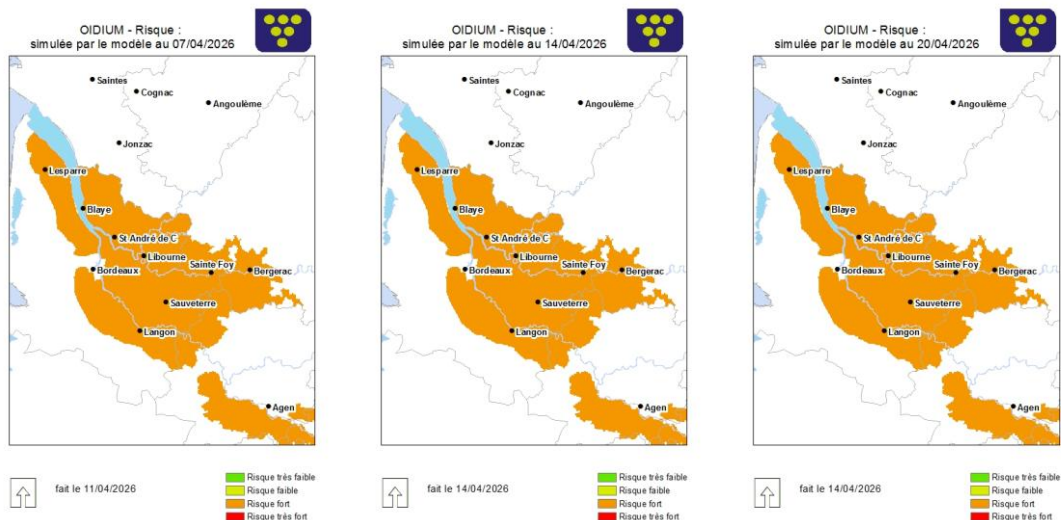 OIDIUM - Risque :
simulée par le modèle au 07/04/2026
Saintes
Cognac
Angoulême
Jonzac
Lesparre
Blaye
St André de C
Libourne
Sainte Foy
Bordeaux
Bergerac
Sauveterre
Langon
Agen
fait le 11/04/2026
Risque très faible
Risque faible
Risque fort
Risque très fort
OIDIUM - Risque :
simulée par le modèle au 14/04/2026
Saintes
Cognac
Angoulême
Jonzac
Lesparre
Blaye
St André de C
Libourne
Sainte Foy
Bordeaux
Bergerac
Sauveterre
Langon
Agen
fait le 14/04/2026
Risque très faible
Risque faible
Risque fort
Risque très fort
OIDIUM - Risque :
simulée par le modèle au 20/04/2026
Saintes
Cognac
Angoulême
Jonzac
Lesparre
Blaye
St André de C
Libourne
Sainte Foy
Bordeaux
Bergerac
Sauveterre
Langon
Agen
fait le 14/04/2026
Risque très faible
Risque faible
Risque fort
Risque très fort